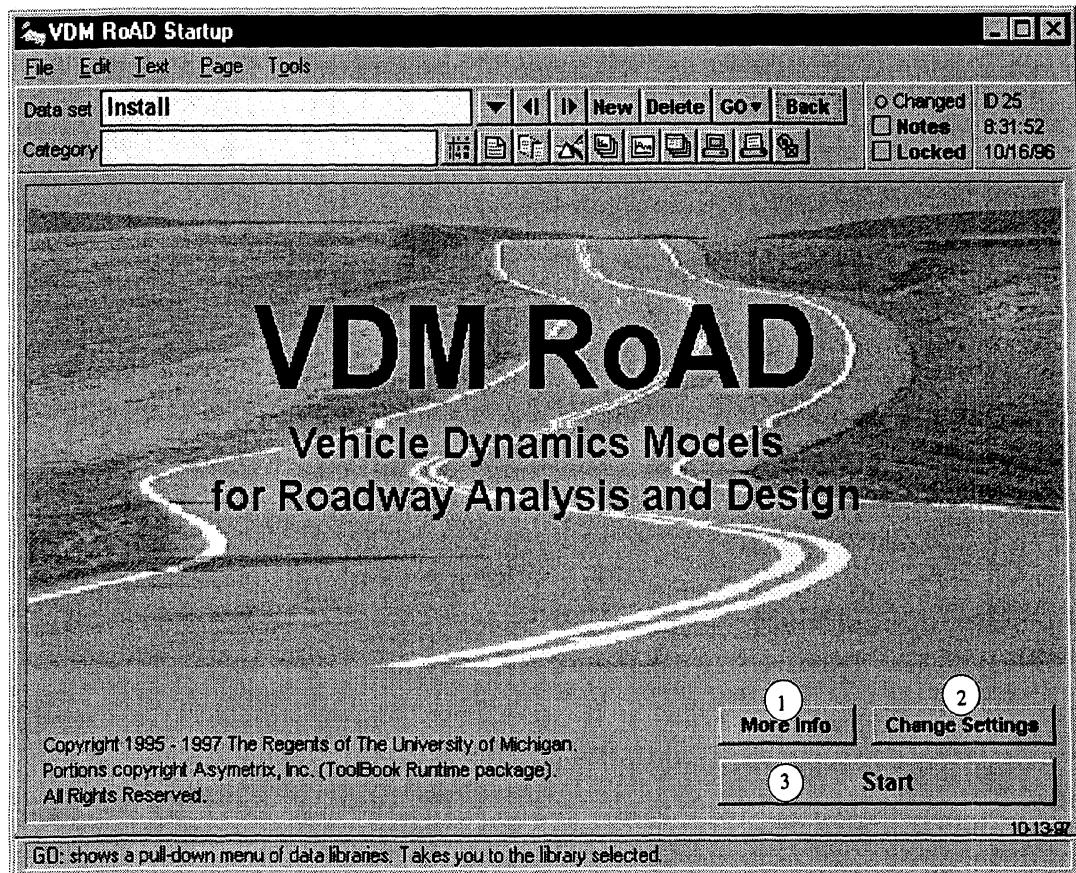 VDM RoAD Startup
File Edit Text Page Tools
Data set Install New Delete GO Back Changed ID 25
Notes 8:31:52
Category Locked 10/16/96
VDM RoAD
Vehicle Dynamics Models
for Roadway Analysis and Design
1 2
More Info Change Settings
Copyright 1995 - 1997 The Regents of The University of Michigan.
Portions copyright Asymetrix, Inc. (ToolBook Runtime package).
All Rights Reserved.
3 Start
10-13-97
GO: shows a pull-down menu of data libraries. Takes you to the library selected.